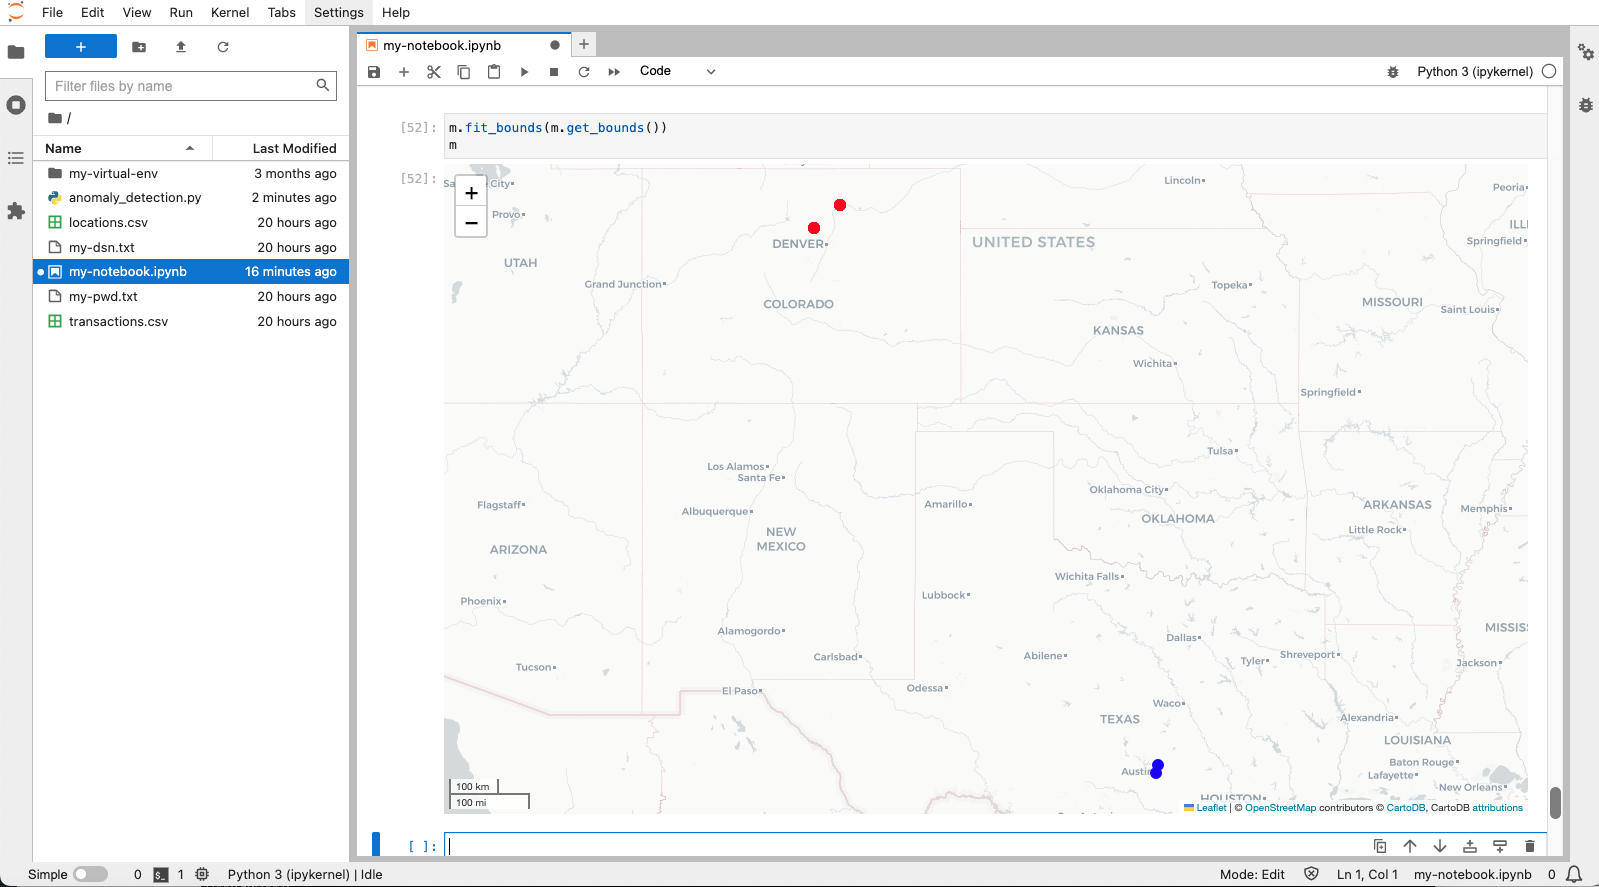 File Edit View Run Kernel Tabs Settings Help
my-notebook.ipynb
Filter files by name
Code
Python 3 (ipykernel)
/
Name Last Modified
my-virtual-env 3 months ago
anomaly_detection.py 2 minutes ago
locations.csv 20 hours ago
my-dsn.txt 20 hours ago
my-notebook.ipynb 16 minutes ago
my-pwd.txt 20 hours ago
transactions.csv 20 hours ago
[52]: m.fit_bounds(m.get_bounds())
m
[52]:
+
−
City
Provo
Lincoln
Peoria
ILLI
Springfield
DENVER
UNITED STATES
UTAH
Grand Junction
COLORADO
Topeka
MISSOURI
Saint Louis
KANSAS
Wichita
Springfield
Tulsa
Los Alamos
Santa Fe
Oklahoma City
Flagstaff
Albuquerque
Amarillo
ARKANSAS
Memphis
OKLAHOMA
Little Rock
NEW
MEXICO
ARIZONA
Wichita Falls
Phoenix
Lubbock
Alamogordo
MISSIS
Dallas
Carlsbad
Abilene
Tyler
Shreveport
Jackson
Tucson
El Paso
Odessa
Waco
TEXAS
Alexandria
LOUISIANA
Baton Rouge
Austin
Lafayette
New Orleans
HOUSTON
100 km
100 mi
Leaflet | © OpenStreetMap contributors © CartoDB, CartoDB attributions
[ ]:
Simple 0 $_ 1 Python 3 (ipykernel) | Idle Mode: Edit Ln 1, Col 1 my-notebook.ipynb 0